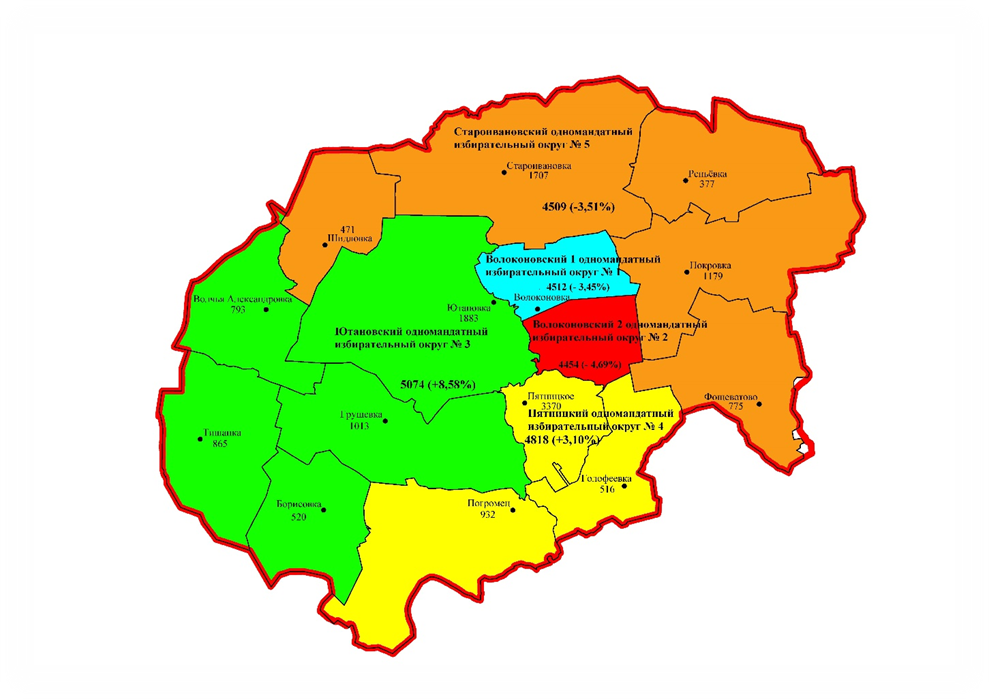 Староивановский одномандатный
избирательный округ № 5
Староивановка
1707
4509 (-3,51%)
Репьёвка
377
471
Шидловка
Волоконовский 1 одномандатный
избирательный округ № 1
4512 (- 3,45%)
Волоконовка
Покровка
1179
Волчья Александровка
793
Ютановка
1883
Ютановский одномандатный
избирательный округ № 3
5074 (+8,58%)
Волоконовский 2 одномандатный
избирательный округ № 2
4454 (- 4,69%)
Фощеватово
775
Пятницкое
3370
Пятницкий одномандатный
избирательный округ № 4
4818 (+3,10%)
Грушевка
1013
Тишанка
865
Голофеевка
516
Борисовка
520
Погромец
932